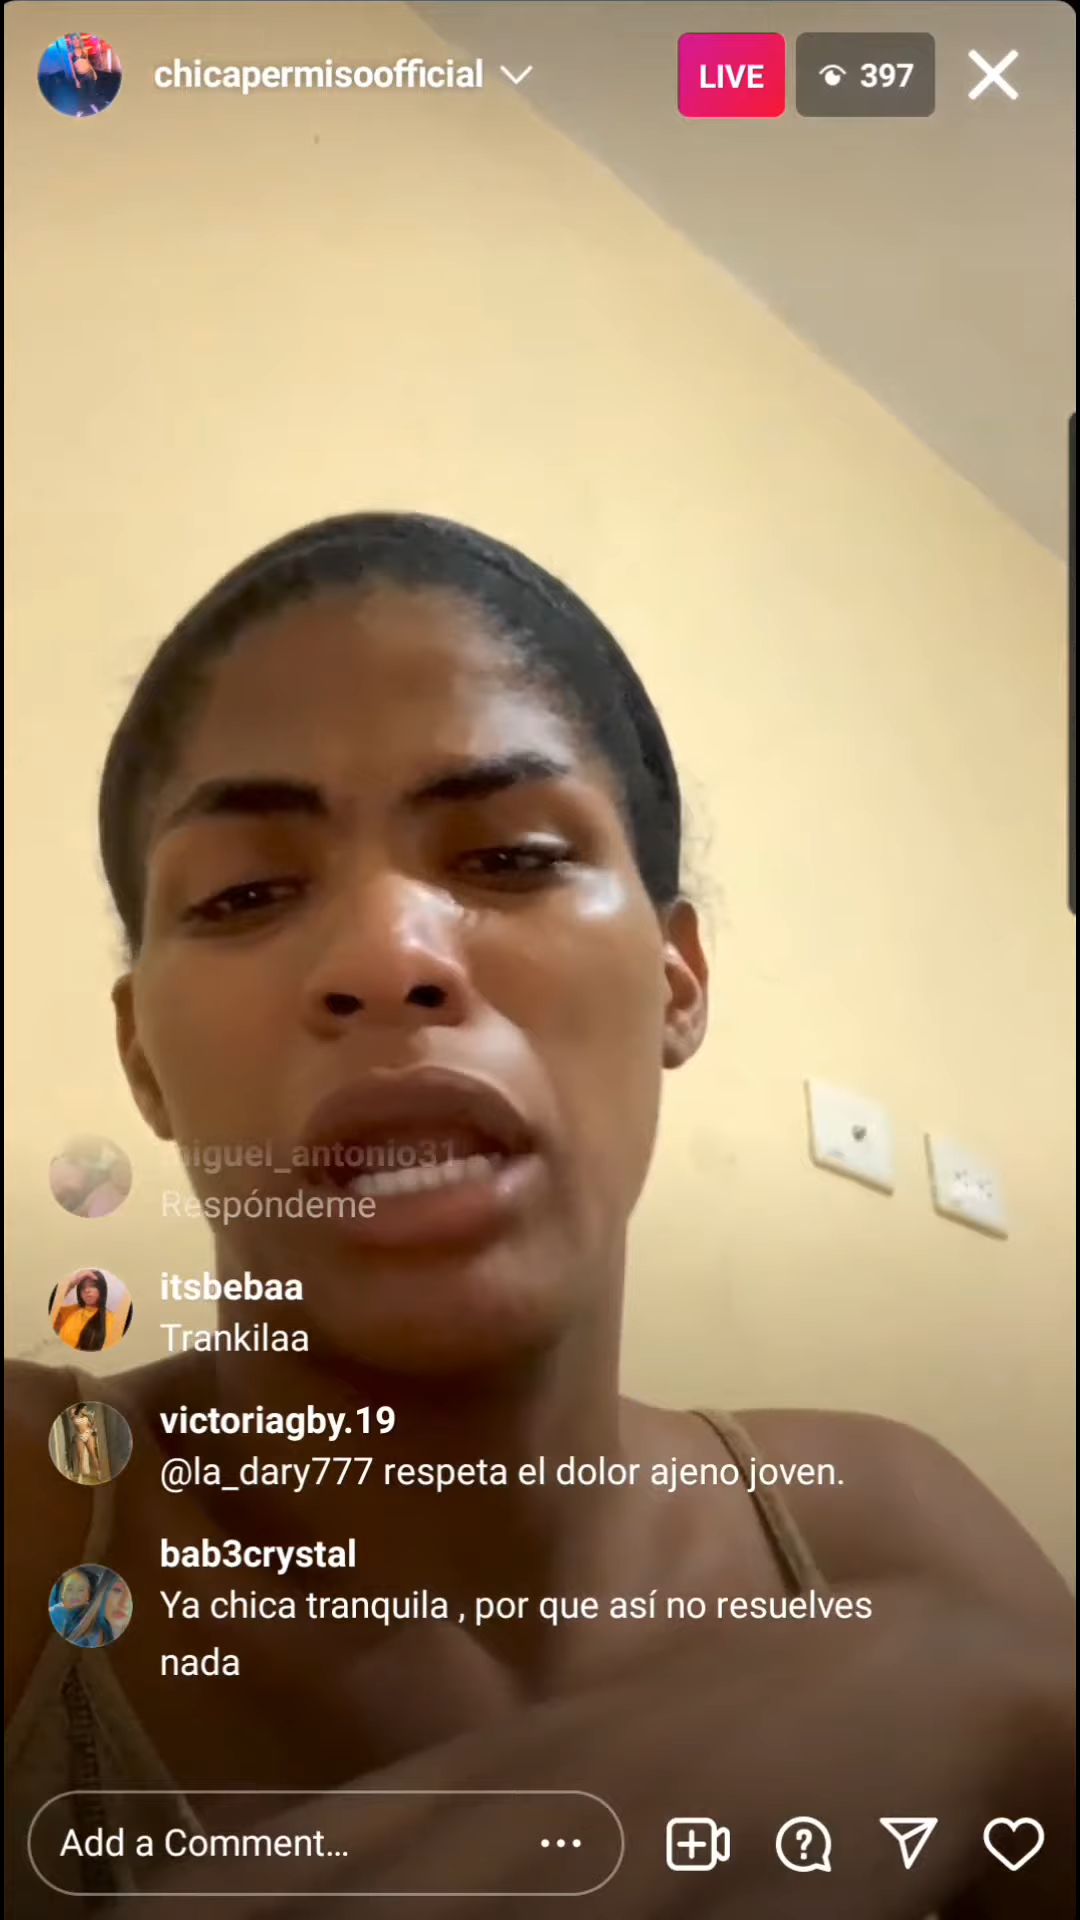 chicapermisoofficial
LIVE
397
miguel_antonio31
Respóndeme
itsbebaa
Trankilaa
victoriagby.19
@la_dary777 respeta el dolor ajeno joven.
bab3crystal
Ya chica tranquila , por que así no resuelves
nada
Add a Comment...